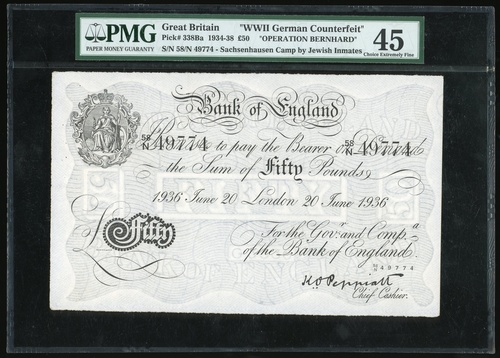 PMG
PAPER MONEY GUARANTY
Great Britain "WWII German Counterfeit"
Pick# 338Ba 1934-38 £50 "OPERATION BERNHARD"
S/N 58/N 49774 - Sachsenhausen Camp by Jewish Inmates
45
Choice Extremely Fine
Bank of England
58/N 49774 58/N 49774
to pay the Bearer on Demand
the Sum of Fifty Pounds
1936 June 20 London 20 June 1936
For the Govr. and Compa.
of the Bank of England.
£Fifty
58/N 49774
K.O. Peppiatt
Chief Cashier.